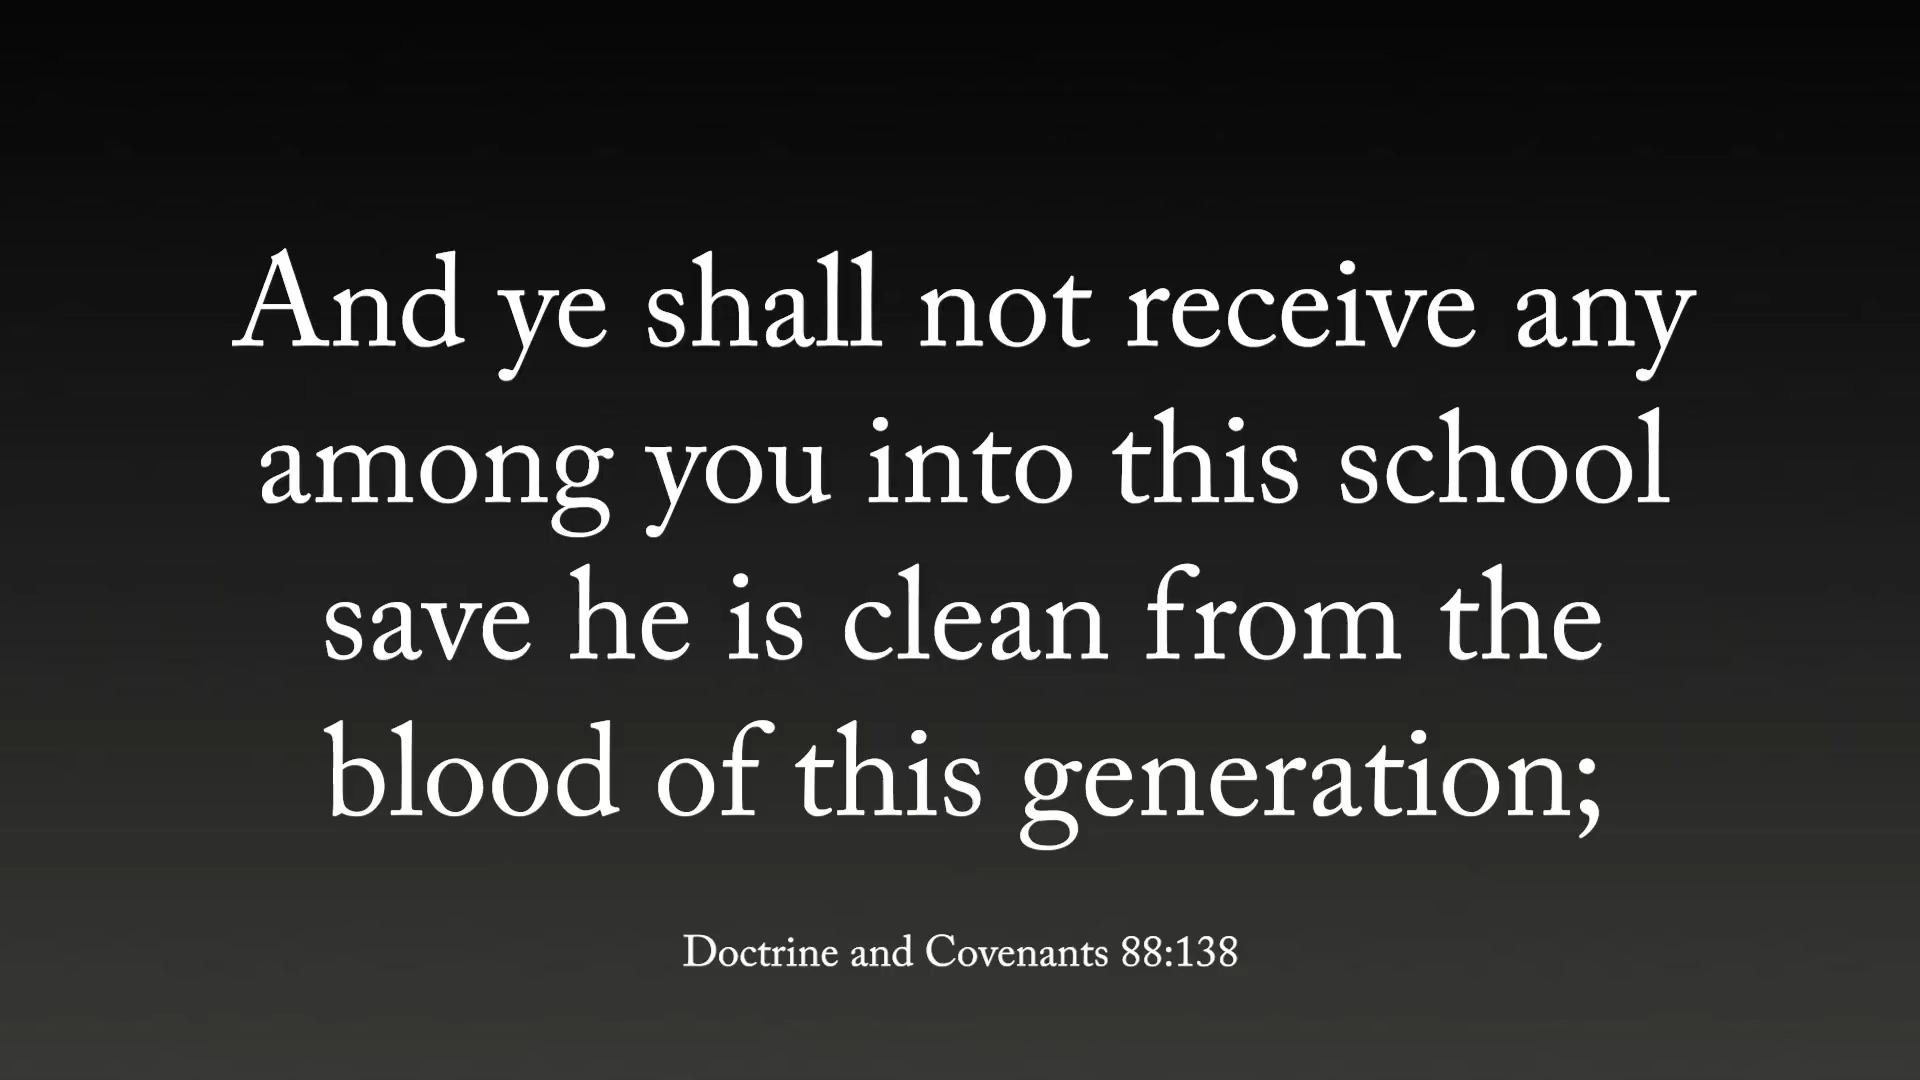 And ye shall not receive any
among you into this school
save he is clean from the
blood of this generation;
Doctrine and Covenants 88:138